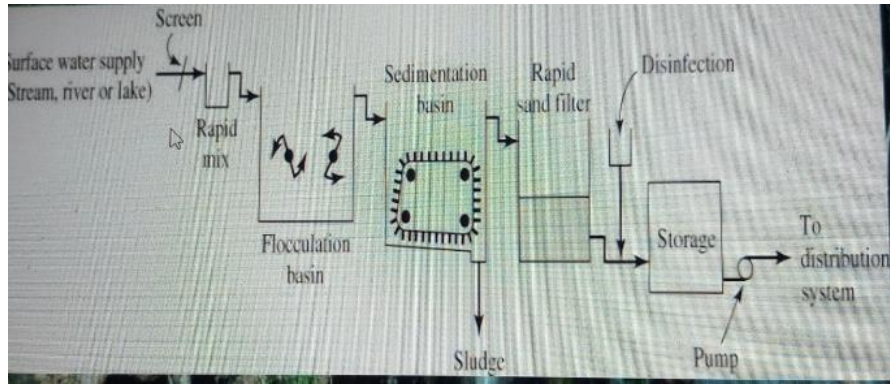 Screen
Surface water supply
Stream, river or lake)
Rapid
mix
Flocculation
basin
Sedimentation
basin
Sludge
Rapid
sand filter
Disinfection
Storage
Pump
To
distribution
system